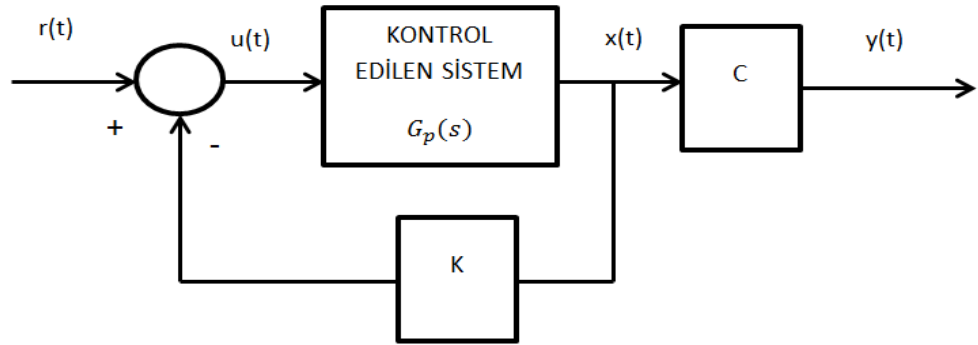 r(t)
u(t)
KONTROL
EDİLEN SİSTEM
G_p(s)
x(t)
C
y(t)
+
-
K